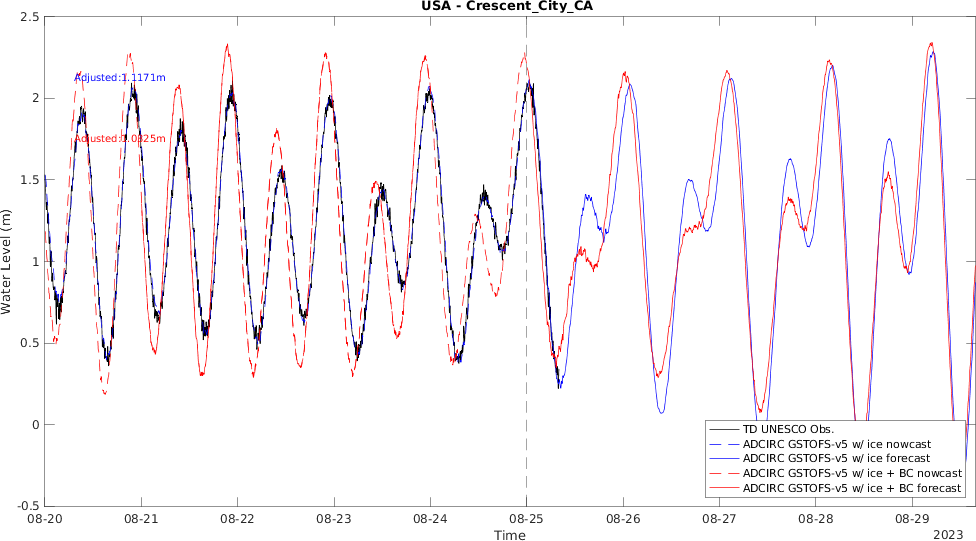 USA - Crescent_City_CA
2.5
2
1.5
1
0.5
0
-0.5
Water Level (m)
Adjusted:1.1171m
TD UNESCO Obs.
ADCIRC GSTOFS-v5 w/ ice nowcast
ADCIRC GSTOFS-v5 w/ ice forecast
ADCIRC GSTOFS-v5 w/ ice + BC nowcast
ADCIRC GSTOFS-v5 w/ ice + BC forecast
08-20 08-21 08-22 08-23 08-24 08-25 08-26 08-27 08-28 08-29
Time
2023